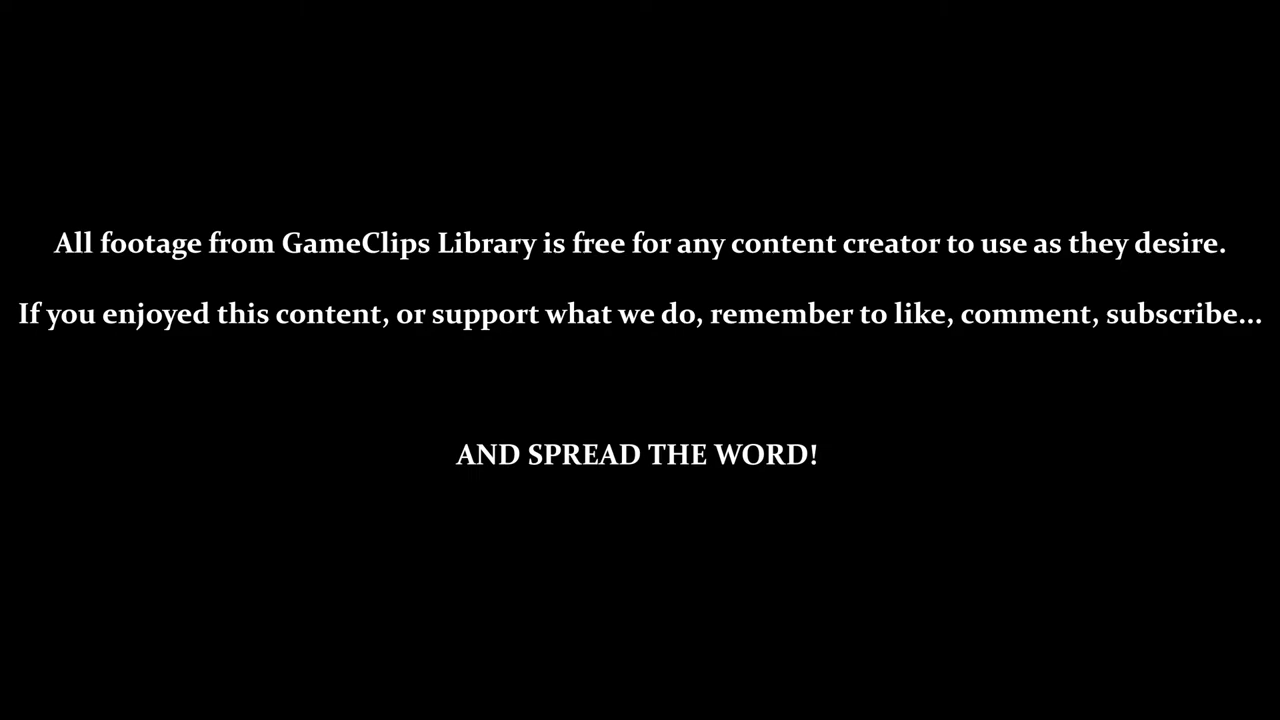 All footage from GameClips Library is free for any content creator to use as they desire.
If you enjoyed this content, or support what we do, remember to like, comment, subscribe...
AND SPREAD THE WORD!